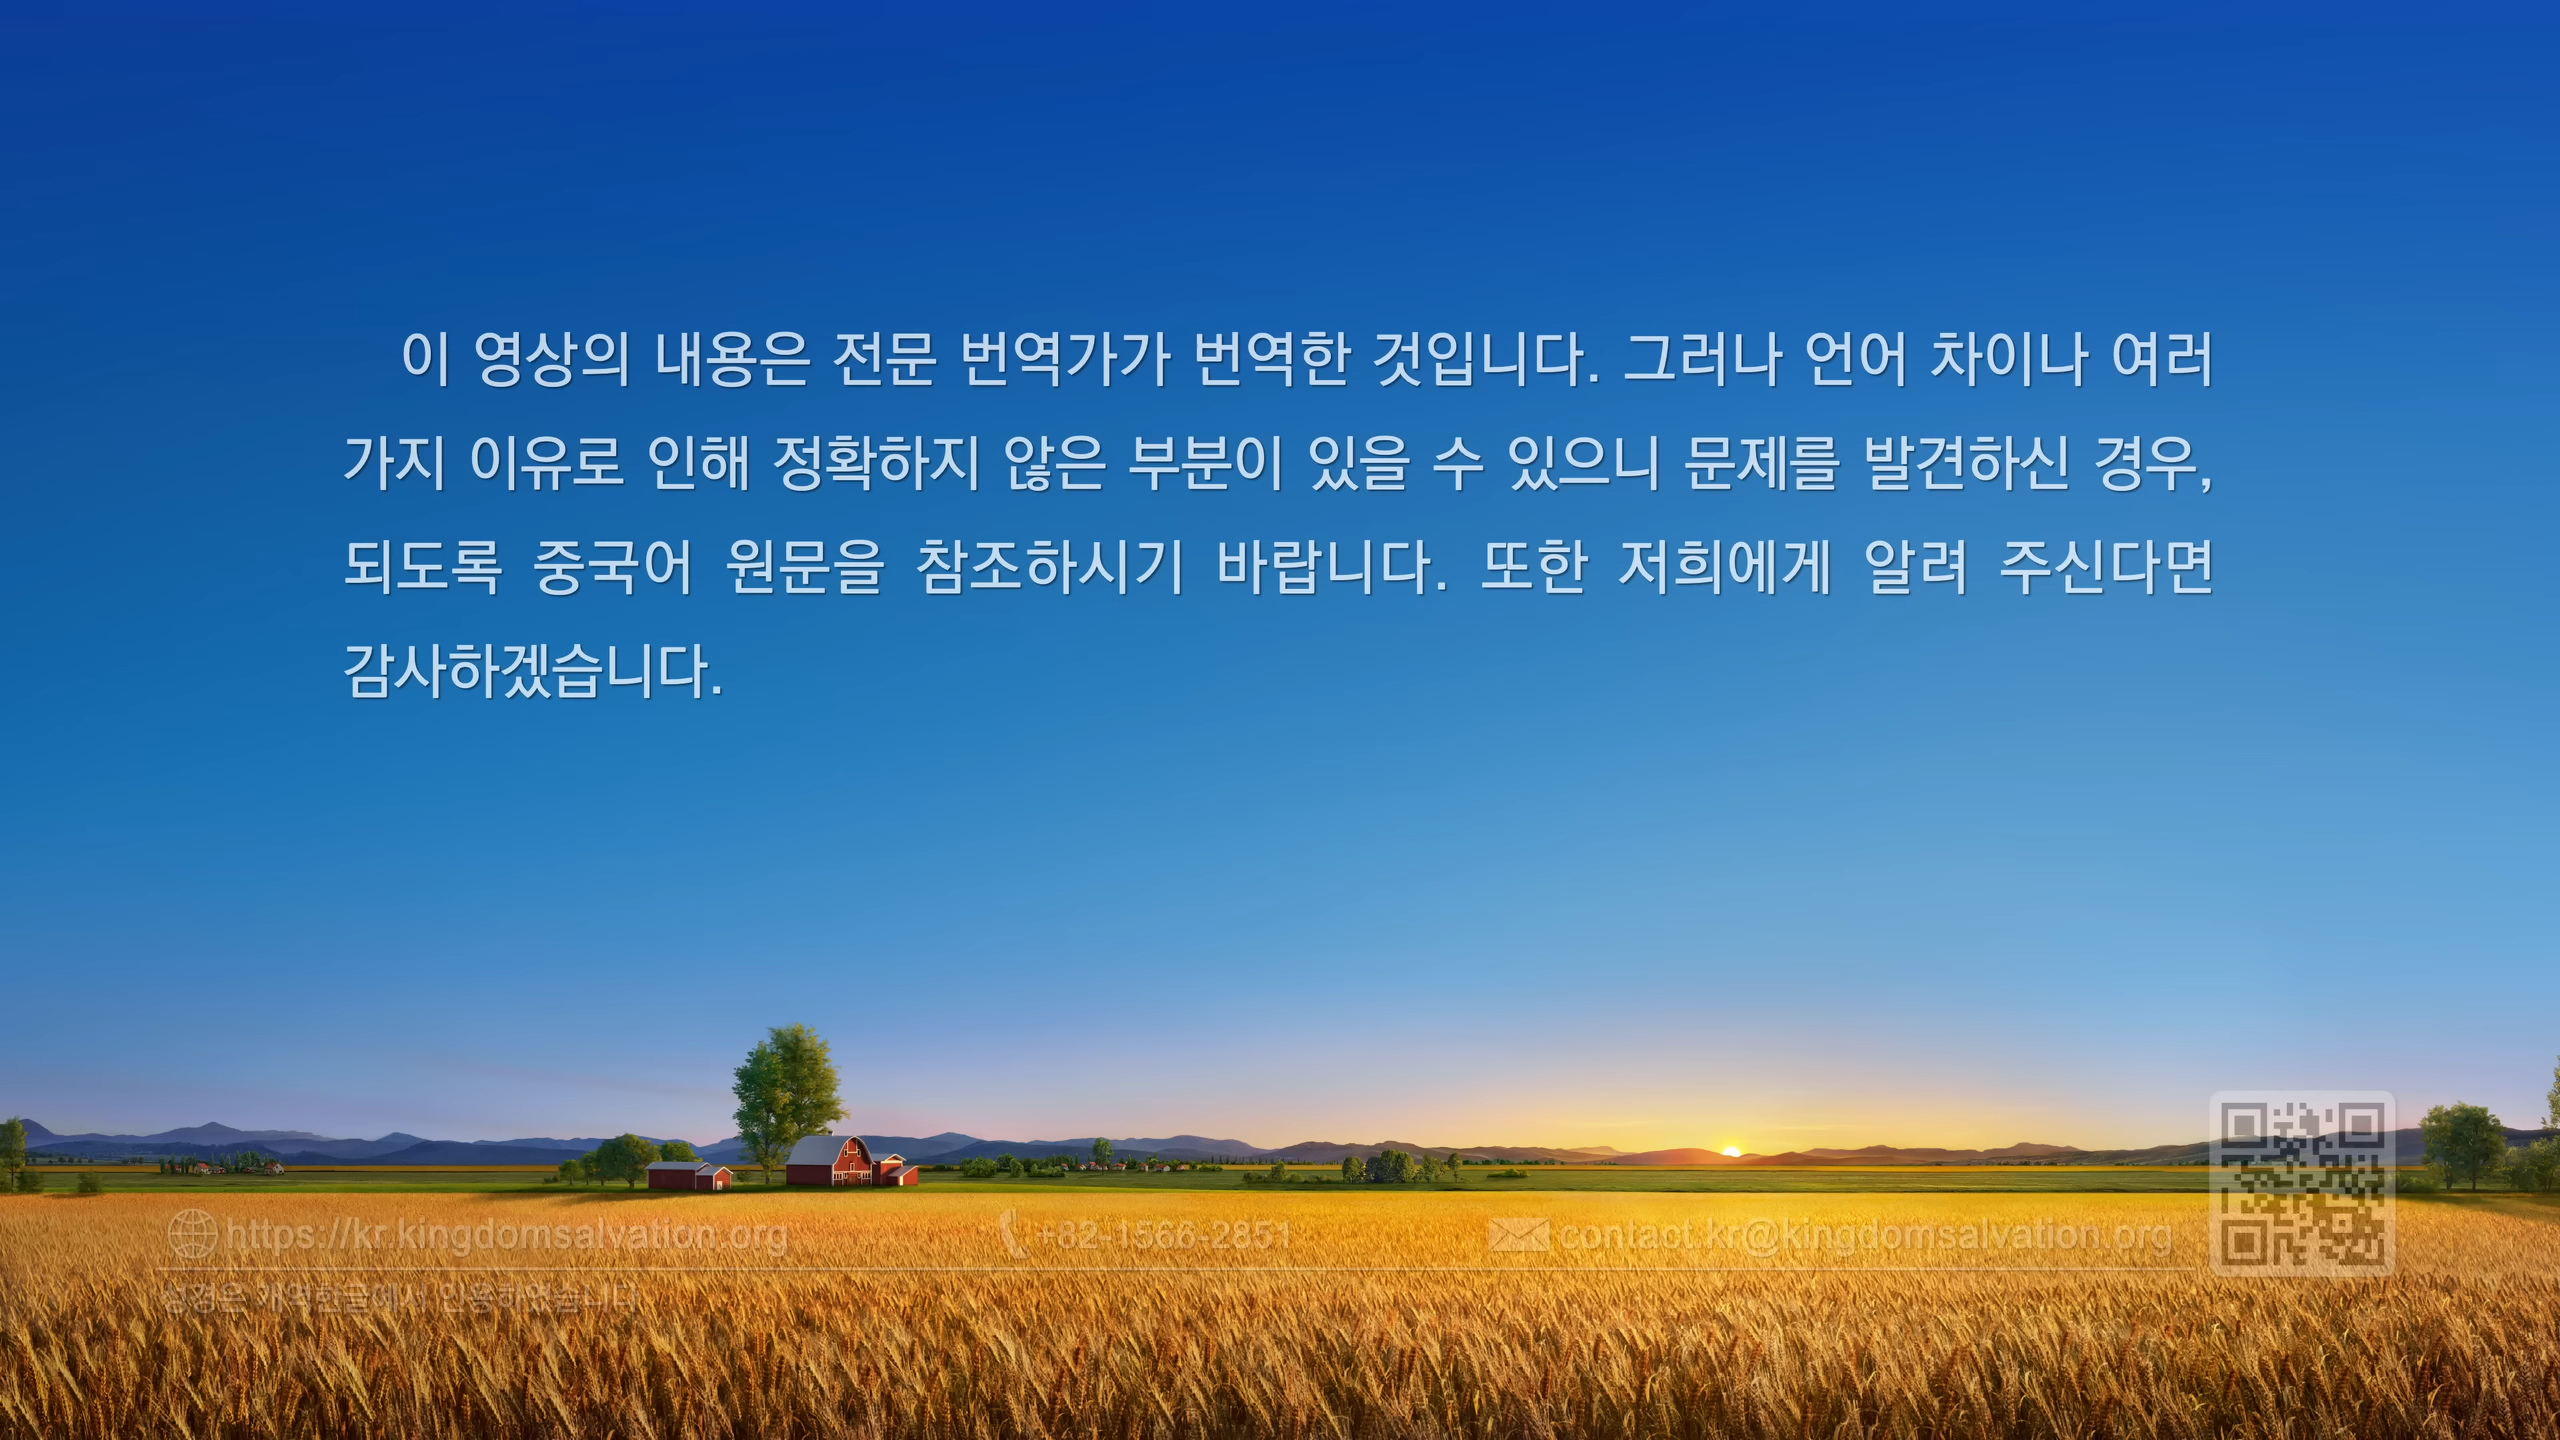 이 영상의 내용은 전문 번역가가 번역한 것입니다. 그러나 언어 차이나 여러
가지 이유로 인해 정확하지 않은 부분이 있을 수 있으니 문제를 발견하신 경우,
되도록 중국어 원문을 참조하시기 바랍니다. 또한 저희에게 알려 주신다면
감사하겠습니다.
https://kr.kingdomsalvation.org +82-1566-2851 contact.kr@kingdomsalvation.org
성경은 개역한글에서 인용하였습니다